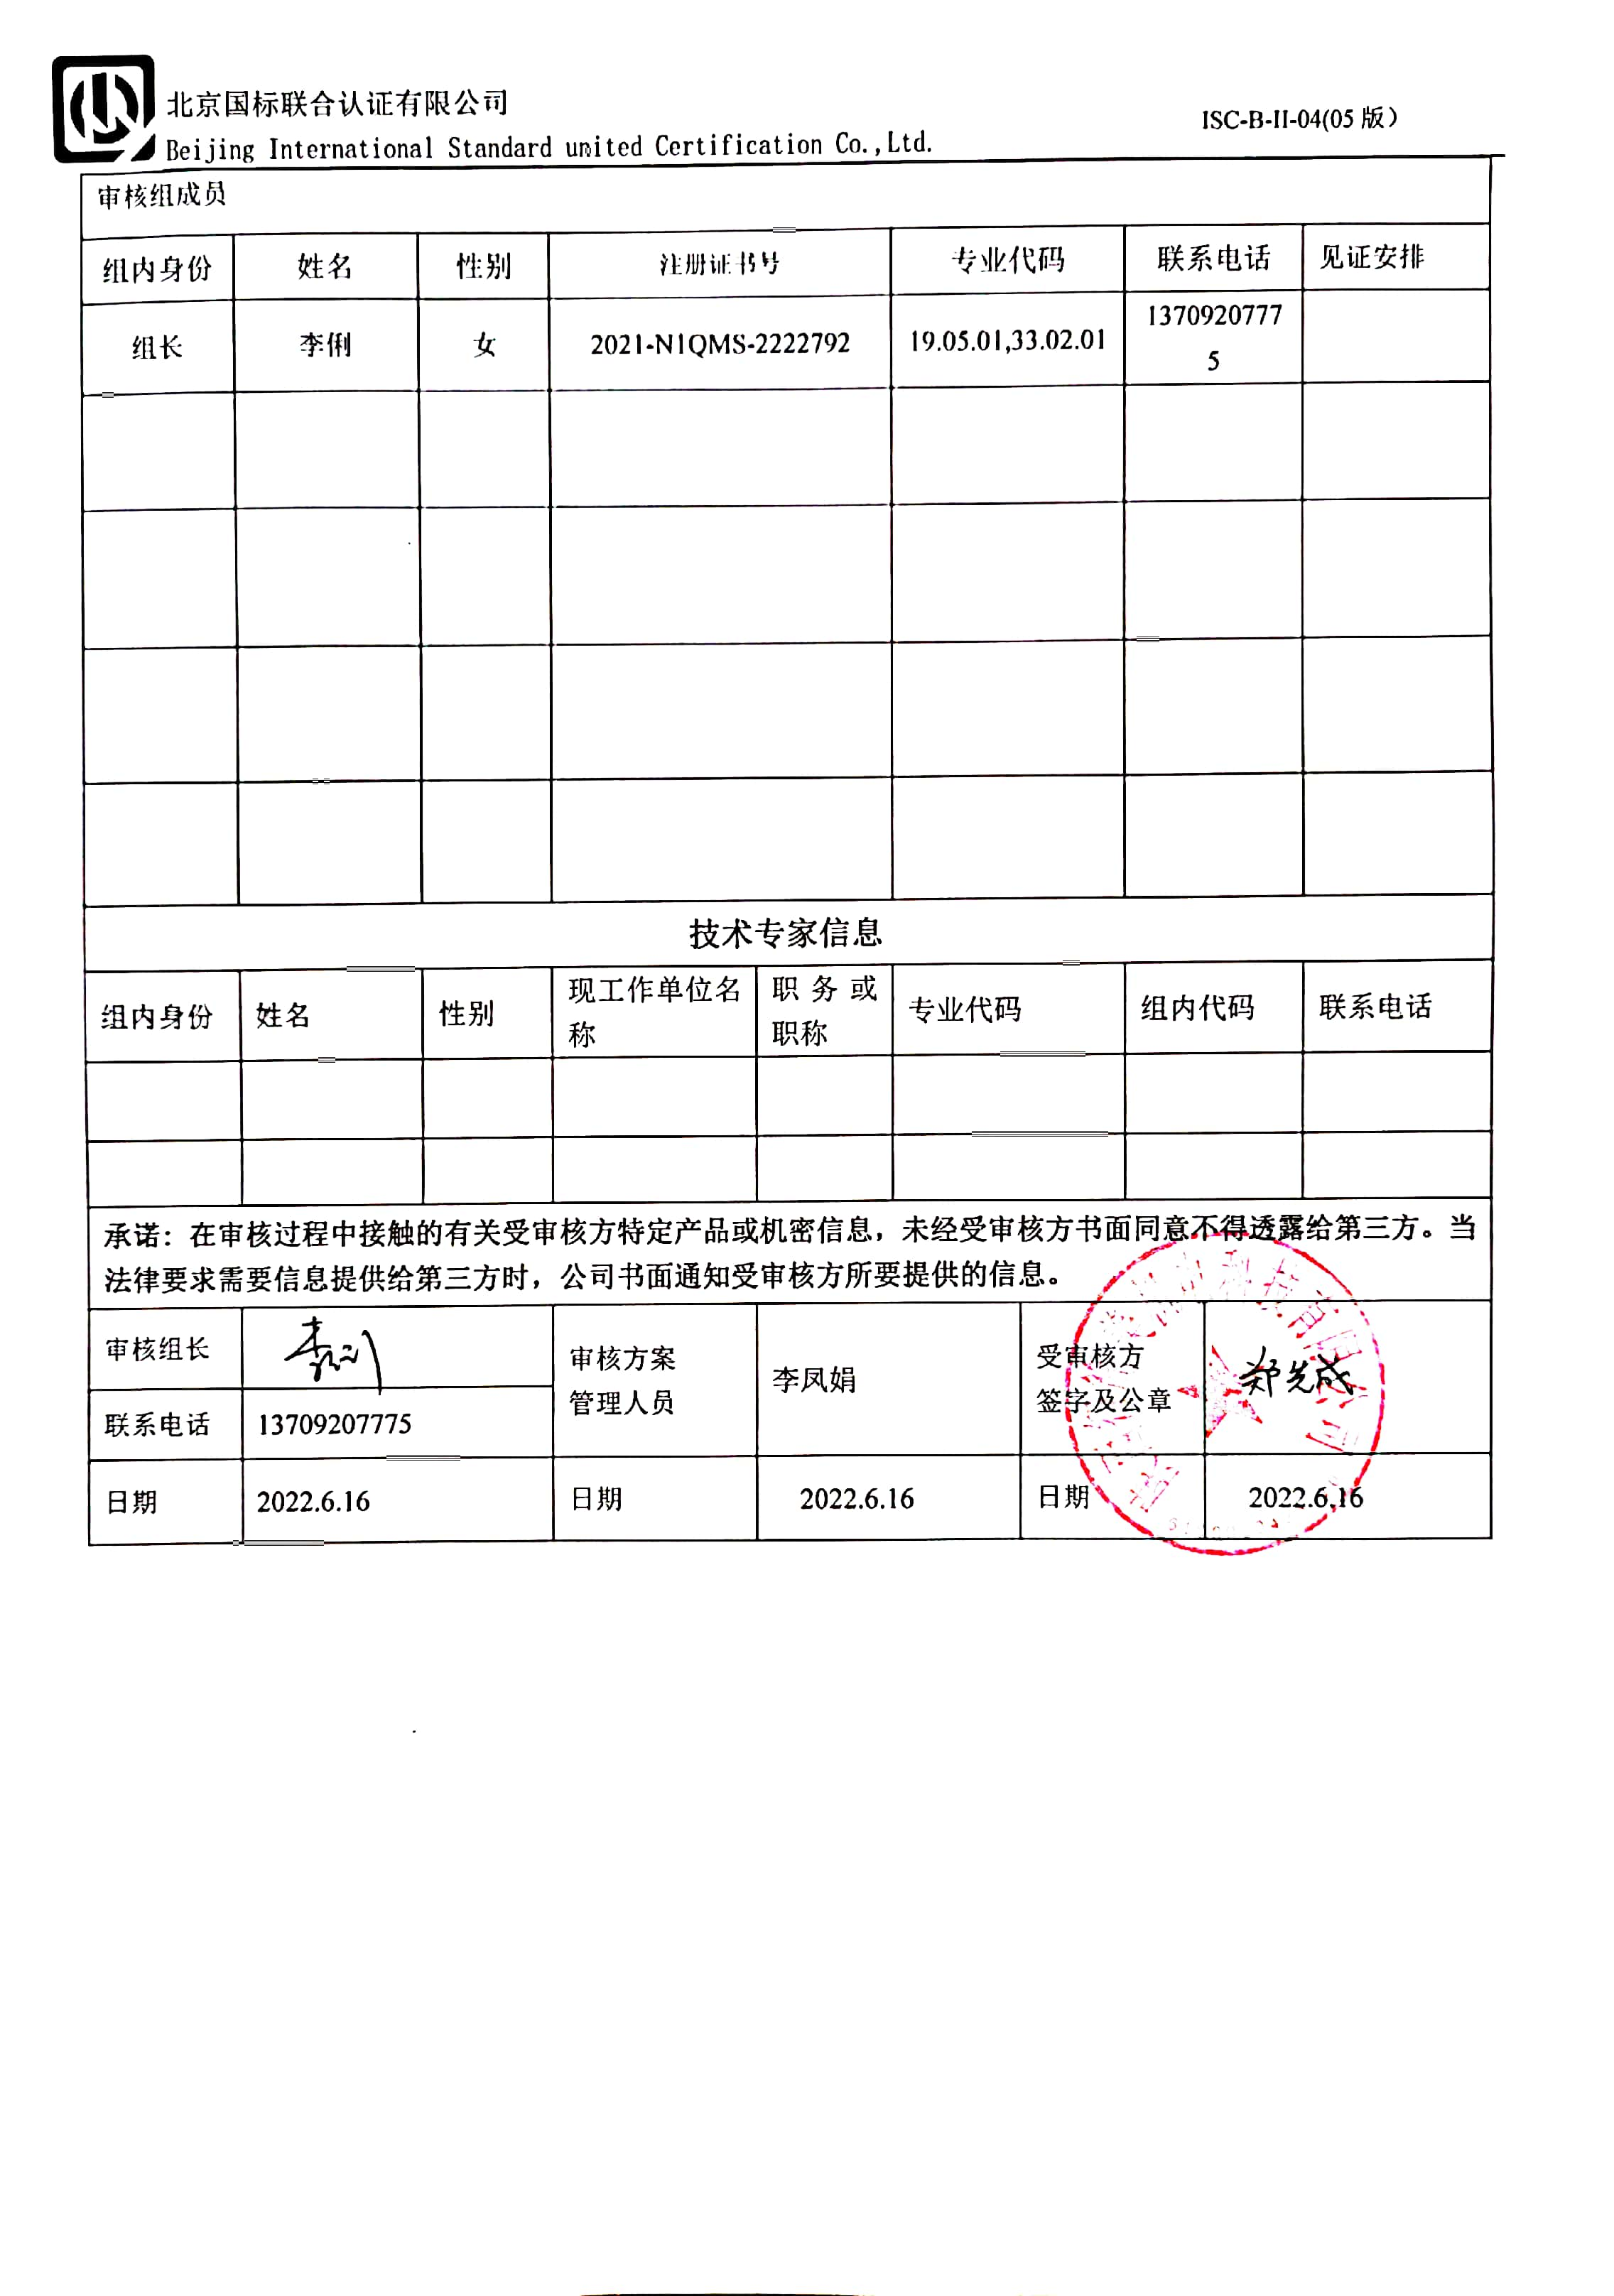 北京国标联合认证有限公司
ISC-B-II-04(05 版)
Beijing International Standard united Certification Co.,Ltd.
审核组成员
组内身份 姓名 性别 注册证书号 专业代码 联系电话 见证安排
组长 李俐 女 2021-N1QMS-2222792 19.05.01,33.02.01 1370920777
5
技术专家信息
组内身份 姓名 性别 现工作单位名 职 务 或 专业代码 组内代码 联系电话
称 职称
承诺：在审核过程中接触的有关受审核方特定产品或机密信息，未经受审核方书面同意不得透露给第三方。当
法律要求需要信息提供给第三方时，公司书面通知受审核方所要提供的信息。
审核组长 李俐 审核方案 李凤娟 受审核方 郑先成
管理人员 签字及公章
联系电话 13709207775
日期 2022.6.16 日期 2022.6.16 日期 2022.6.16